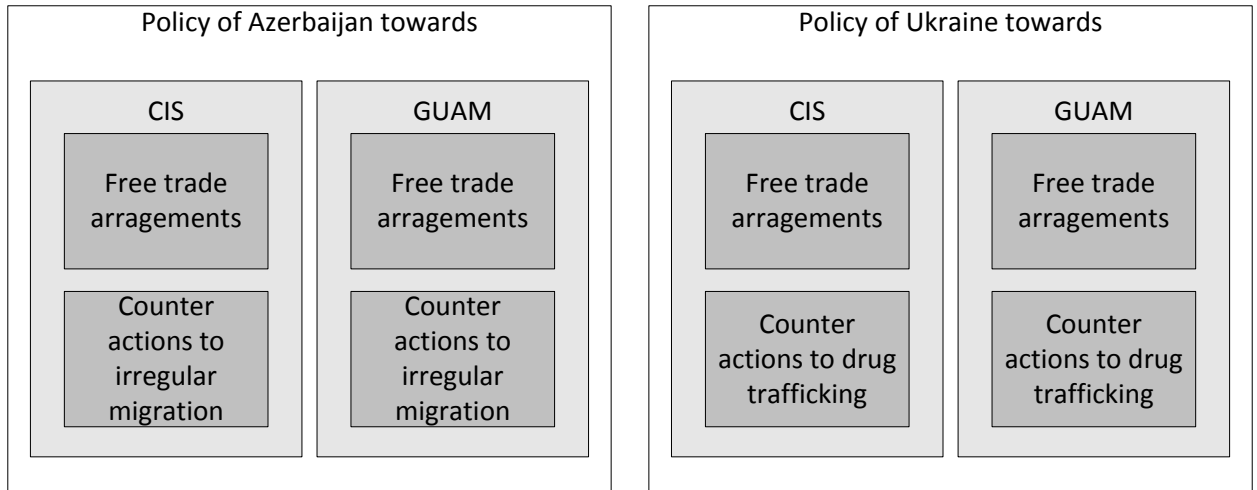 Policy of Azerbaijan towards
CIS
Free trade
arragements
Counter
actions to
irregular
migration
GUAM
Free trade
arragements
Counter
actions to
irregular
migration
Policy of Ukraine towards
CIS
Free trade
arragements
Counter
actions to drug
trafficking
GUAM
Free trade
arragements
Counter
actions to drug
trafficking